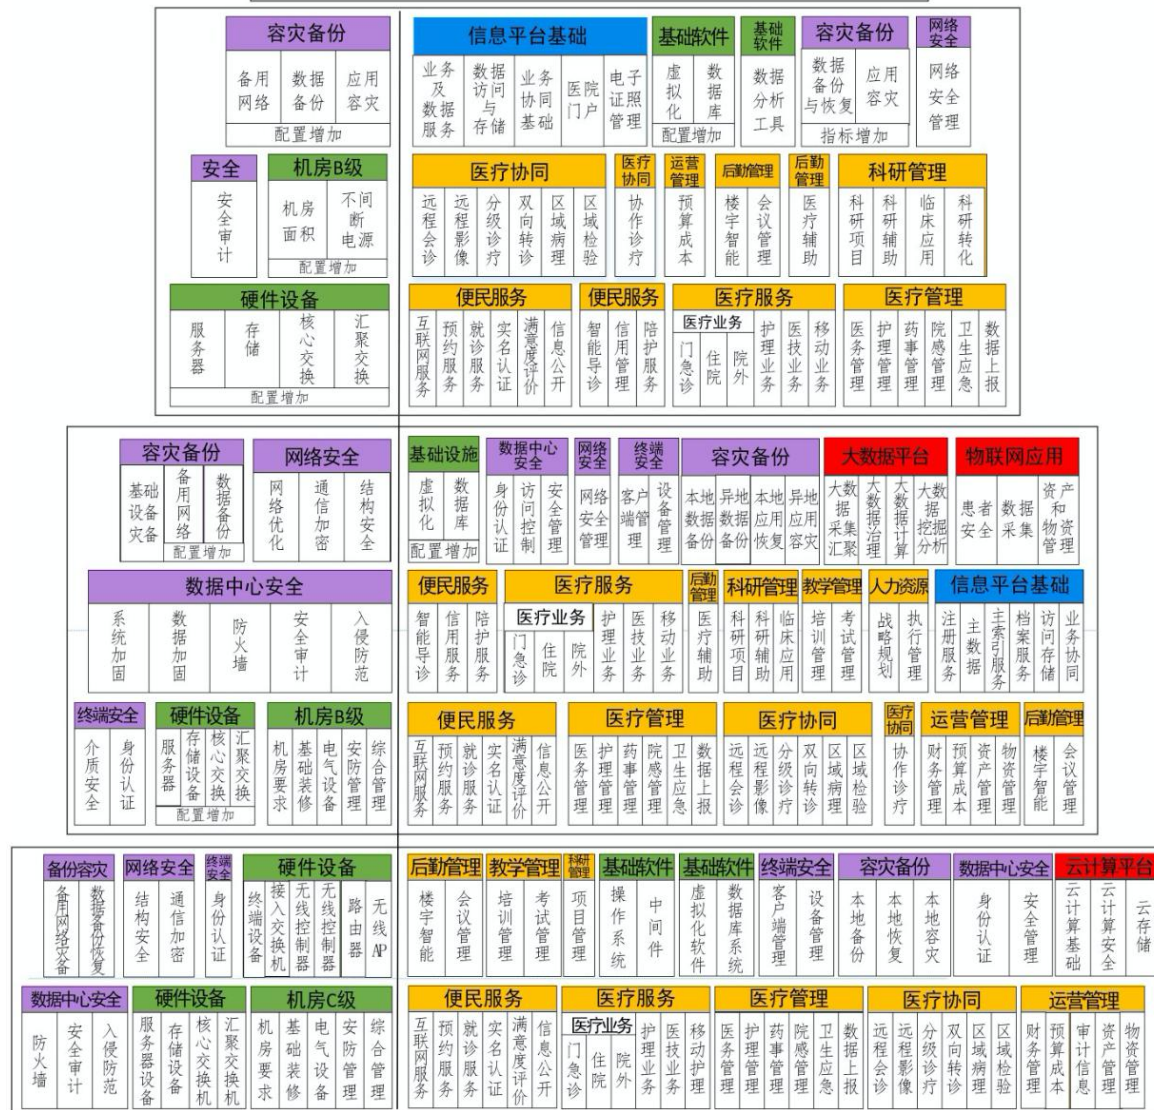 容灾备份
备用网络
数据备份
应用容灾
配置增加
信息平台基础
业务及数据服务
数据访问与存储
业务协同基础
医院门户
电子证照管理
基础软件
虚拟化
数据库
配置增加
基础软件
数据分析工具
容灾备份
数据备份与恢复
应用容灾
指标增加
网络安全
网络安全管理
安全
安全审计
机房B级
机房面积
不间断电源
配置增加
医疗协同
远程会诊
远程影像
分级诊疗
双向转诊
区域病理
区域检验
医疗协同
协作诊疗
运营管理
预算成本
后勤管理
楼宇智能
会议管理
后勤管理
医疗辅助
科研管理
科研项目
科研辅助
临床应用
科研转化
硬件设备
服务器
存储
核心交换
汇聚交换
配置增加
便民服务
互联网服务
预约服务
就诊服务
实名认证
满意度评价
信息公开
便民服务
智能导诊
信用管理
陪护服务
医疗服务
医疗业务
门急诊
住院
院外
护理业务
医技业务
移动业务
医疗管理
医务管理
护理管理
药事管理
院感管理
卫生应急
数据上报
容灾备份
基础设备灾备
备用网络
数据备份
配置增加
网络安全
网络优化
通信加密
结构安全
基础设施
虚拟化
数据库
配置增加
数据中心安全
身份认证
访问控制
安全管理
网络安全
网络安全管理
终端安全
客户端管
设备管理
容灾备份
本地数据备份
异地数据备份
本地应用恢复
异地应用容灾
大数据平台
大数据采集汇聚
大数据治理
大数据计算
大数据挖掘分析
物联网应用
患者安全
数据采集
资产和物资管理
数据中心安全
系统加固
数据加固
防火墙
安全审计
入侵防范
便民服务
智能导诊
信用服务
陪护服务
医疗服务
医疗业务
门急诊
住院
院外
护理业务
医技业务
移动业务
后勤管理
医疗辅助
科研管理
科研项目
科研辅助
临床应用
教学管理
培训管理
考试管理
人力资源
战略规划
执行管理
信息平台基础
注册服务
主数据
主索引服务
档案服务
访问存储
业务协同
终端安全
介质安全
身份认证
硬件设备
服务器
存储设备
核心交换
汇聚交换
配置增加
机房B级
机房要求
基础装修
电气设备
安防管理
综合管理
便民服务
互联网服务
预约服务
就诊服务
实名认证
满意度评价
信息公开
医疗管理
医务管理
护理管理
药事管理
院感管理
卫生应急
数据上报
医疗协同
远程会诊
远程影像
分级诊疗
双向转诊
区域病理
区域检验
医疗协同
协作诊疗
运营管理
财务管理
预算成本
资产管理
物资管理
后勤管理
楼宇智能
会议管理
备份容灾
备用网络灾备
数据备份恢复
网络安全
结构安全
通信加密
终端安全
身份认证
硬件设备
终端设备
接入交换机
无线控制器
无线控制器
路由器
无线AP
后勤管理
楼宇智能
会议管理
教学管理
培训管理
考试管理
科研管理
项目管理
基础软件
操作系统
中间件
基础软件
虚拟化软件
数据库系统
终端安全
客户端管理
设备管理
容灾备份
本地备份
本地恢复
本地容灾
数据中心安全
身份认证
安全管理
云计算平台
云计算基础
云计算安全
云存储
数据中心安全
防火墙
安全审计
入侵防范
硬件设备
服务器设备
存储设备
核心交换机
汇聚交换机
机房C级
机房要求
基础装修
电气设备
安防管理
综合管理
便民服务
互联网服务
预约服务
就诊服务
实名认证
满意度评价
信息公开
医疗服务
医疗业务
门急诊
住院
院外
护理业务
医技业务
移动护理
医疗管理
医务管理
护理管理
药事管理
院感管理
卫生应急
数据上报
医疗协同
远程会诊
远程影像
分级诊疗
双向转诊
区域病理
区域检验
运营管理
财务管理
预算成本
审计信息
资产管理
物资管理